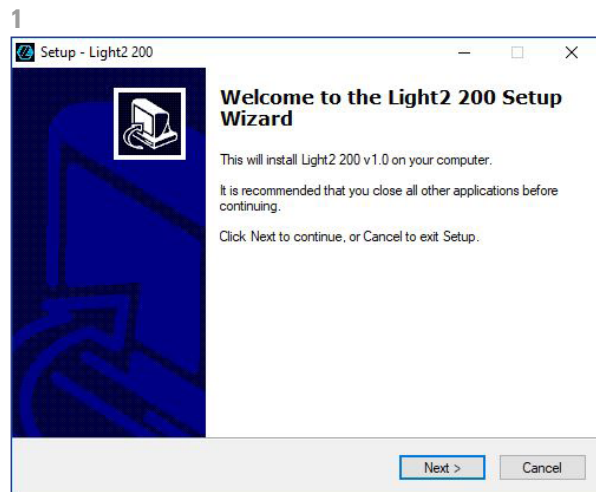 1
Setup - Light2 200
Welcome to the Light2 200 Setup
Wizard
This will install Light2 200 v1.0 on your computer.
It is recommended that you close all other applications before
continuing.
Click Next to continue, or Cancel to exit Setup.
Next >
Cancel